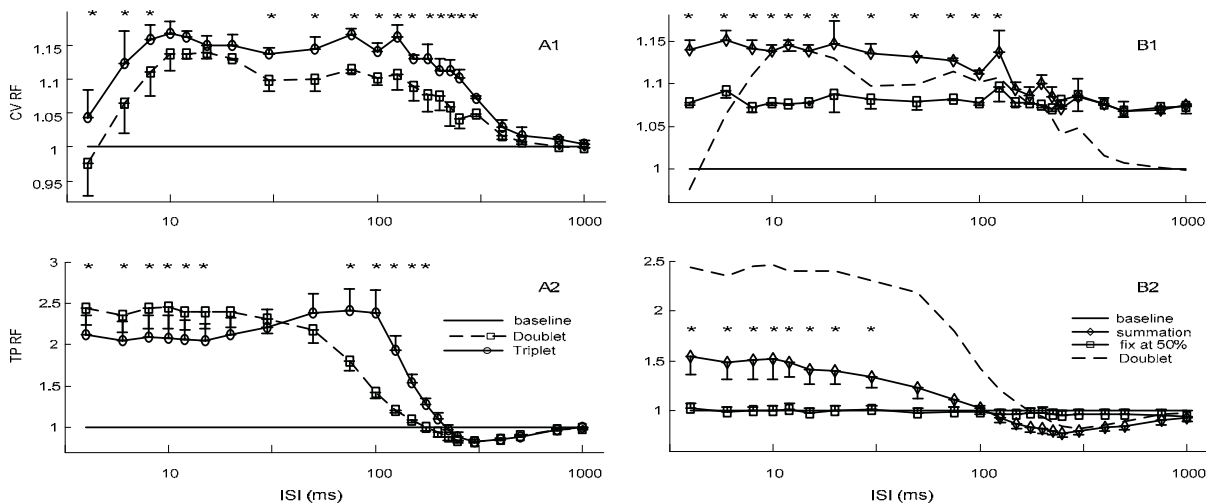 * * * * * * * * * * * * * * *
A1
CV RF
1.15
1.1
1.05
1
0.95
10 100 1000
* * * * * * * * * * * *
B1
1.15
1.1
1.05
1
10 100 1000
* * * * * * * * * * *
A2
TP RF
3
2.5
2
1.5
1
baseline
Doublet
Triplet
10 100 1000
ISI (ms)
* * * * * * * *
B2
2.5
2
1.5
1
baseline
summation
fix at 50%
Doublet
10 100 1000
ISI (ms)